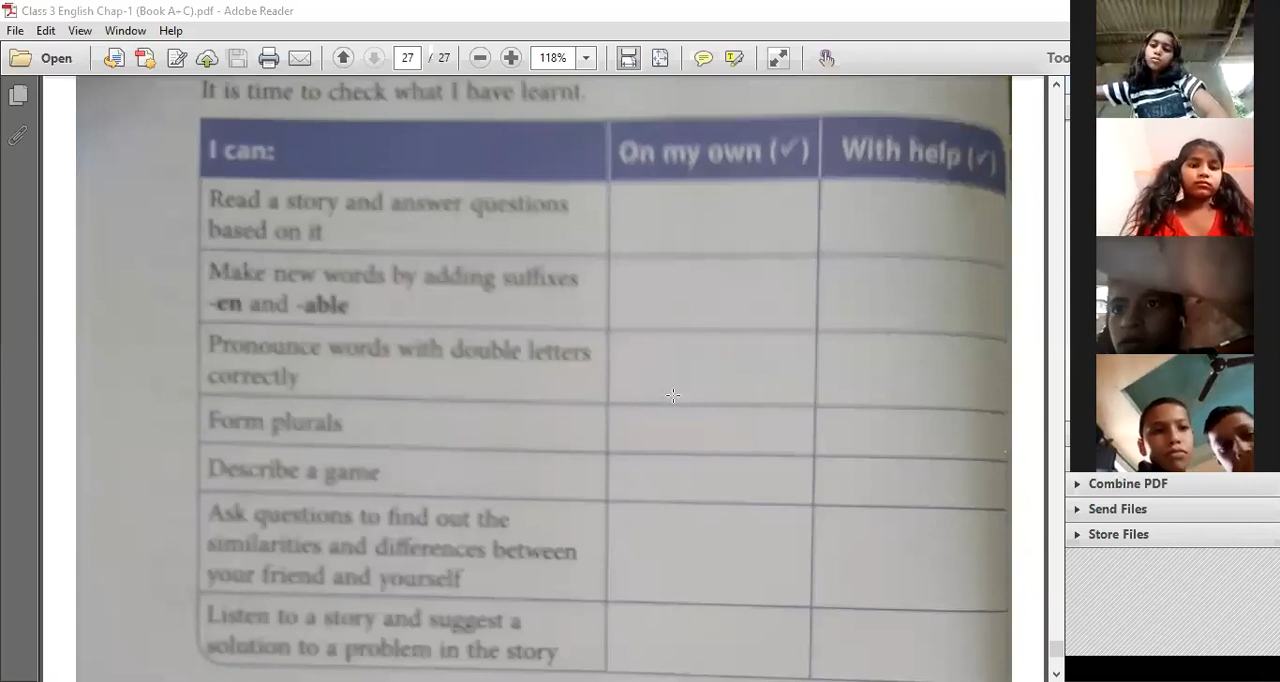 Class 3 English Chap-1 (Book A+C).pdf - Adobe Reader
File Edit View Window Help
Open 27 / 27 118% Too
It is time to check what I have learnt.
I can: On my own (✓) With help (✓)
Read a story and answer questions
based on it
Make new words by adding suffixes
-en and -able
Pronounce words with double letters
correctly
Form plurals
Describe a game
Ask questions to find out the
similarities and differences between
your friend and yourself
Listen to a story and suggest a
solution to a problem in the story
Combine PDF
Send Files
Store Files